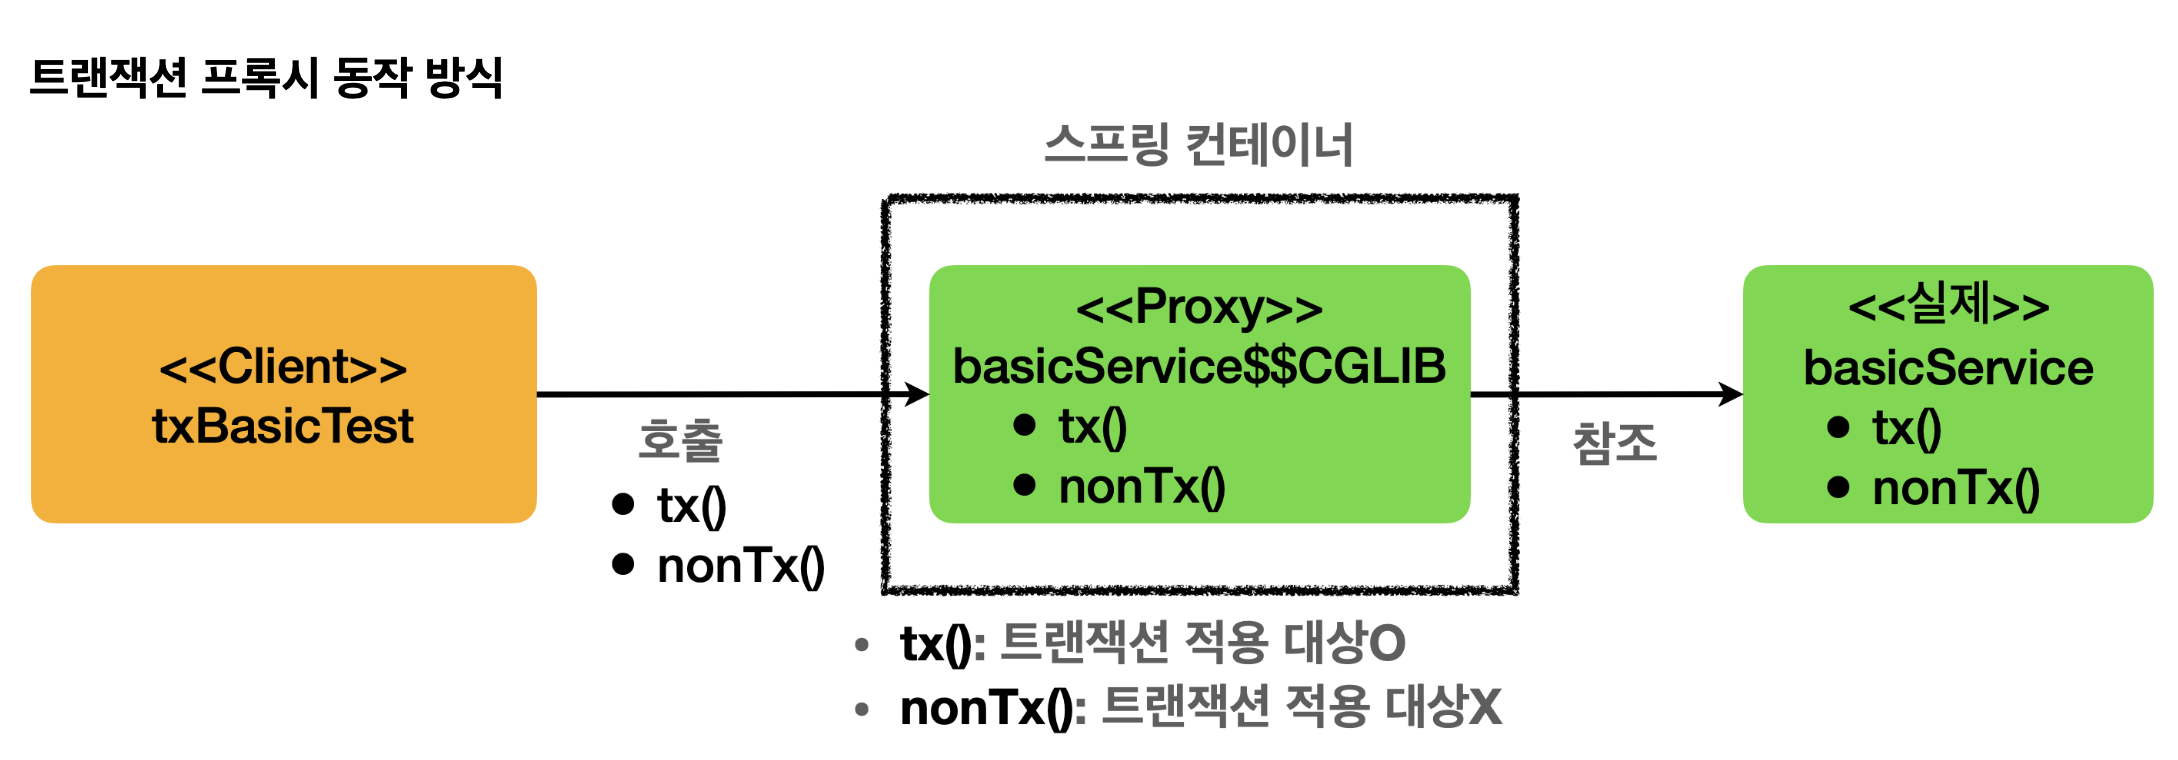 트랜잭션 프록시 동작 방식
스프링 컨테이너
<<Client>>
txBasicTest
호출
• tx()
• nonTx()
<<Proxy>>
basicService$$CGLIB
• tx()
• nonTx()
참조
<<실제>>
basicService
• tx()
• nonTx()
• tx(): 트랜잭션 적용 대상O
• nonTx(): 트랜잭션 적용 대상X